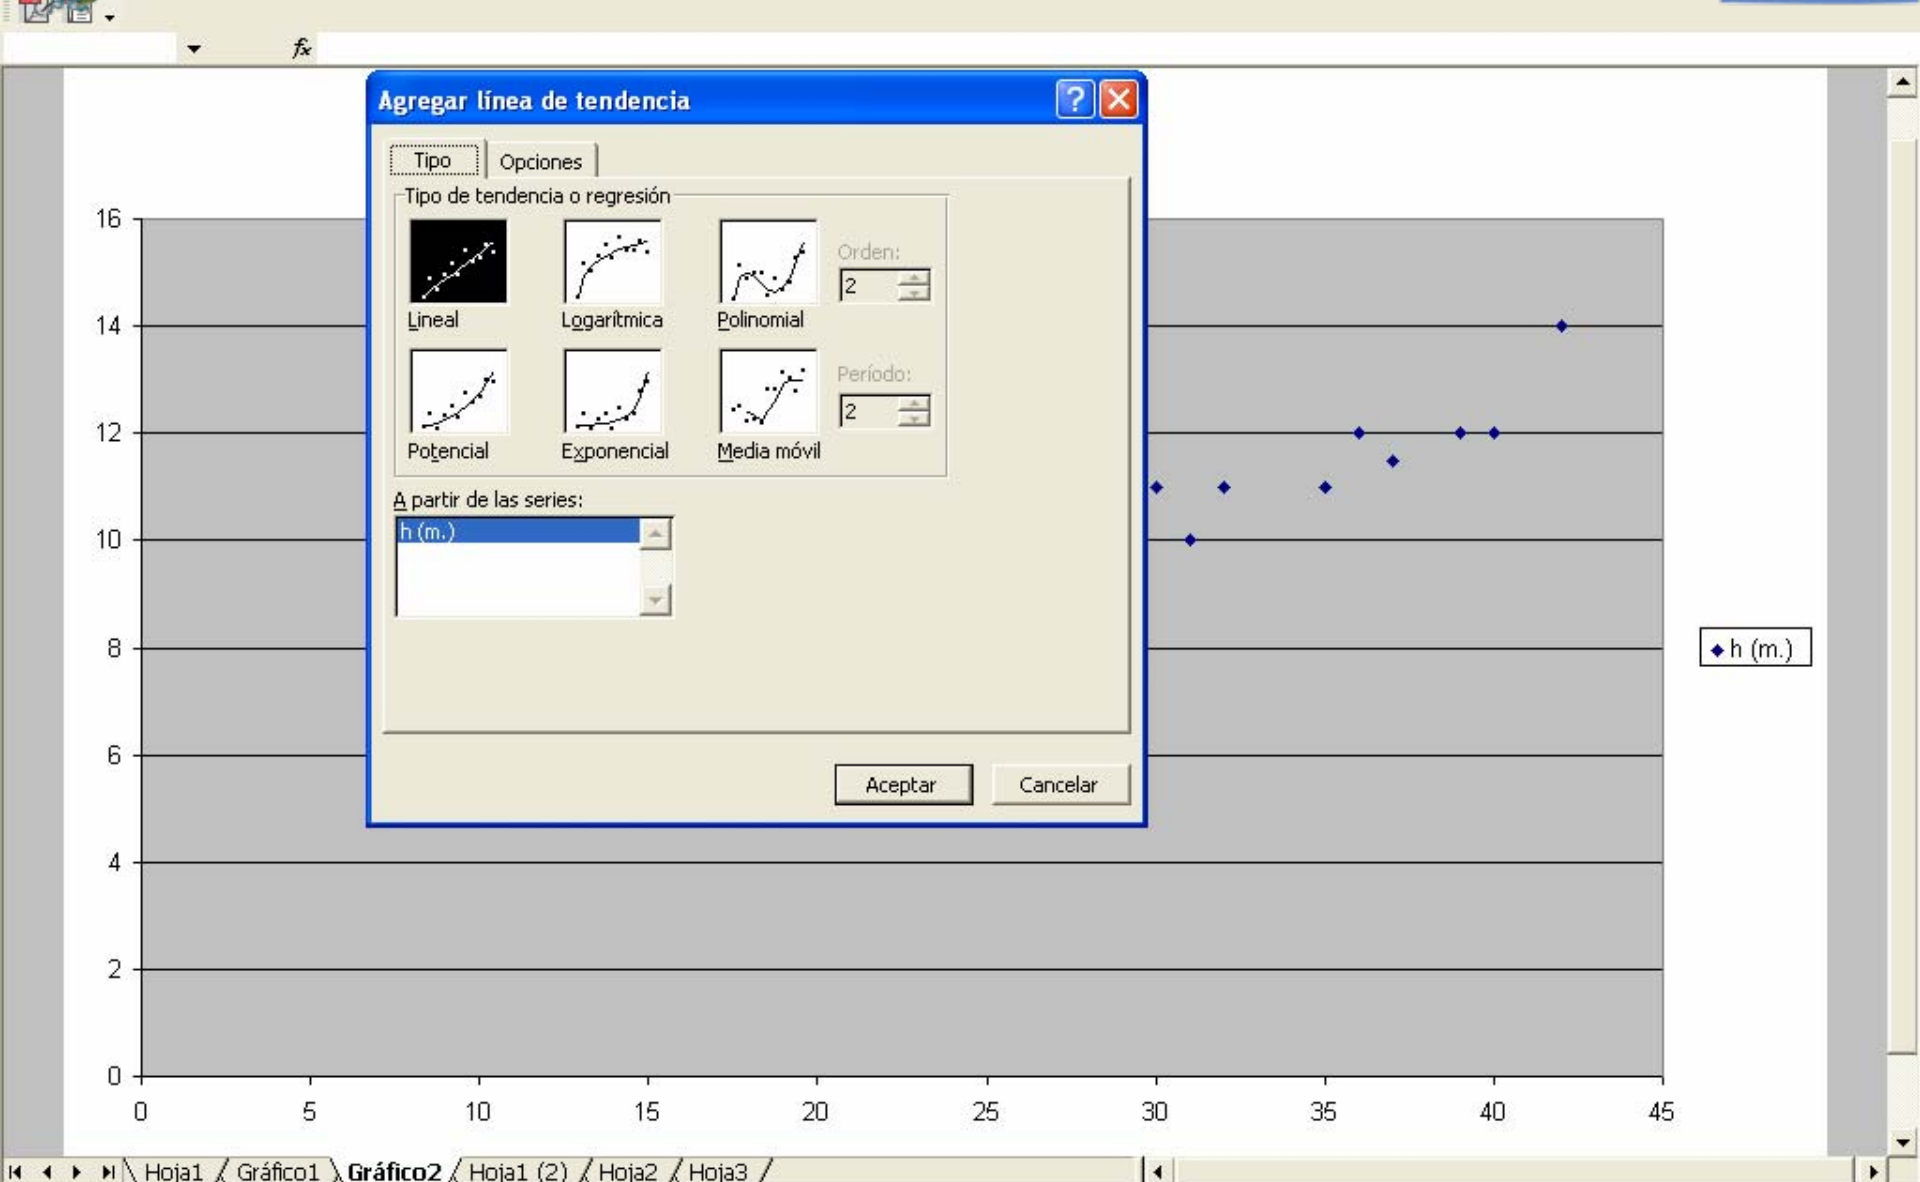 fx
Agregar línea de tendencia
Tipo
Opciones
Tipo de tendencia o regresión
Lineal
Logarítmica
Polinomial
Orden:
2
Potencial
Exponencial
Media móvil
Período:
2
A partir de las series:
h (m.)
Aceptar
Cancelar
16
14
12
10
8
6
4
2
0
0 5 10 15 20 25 30 35 40 45
h (m.)
Hoja1 Gráfico1 Gráfico2 Hoja1 (2) Hoja2 Hoja3